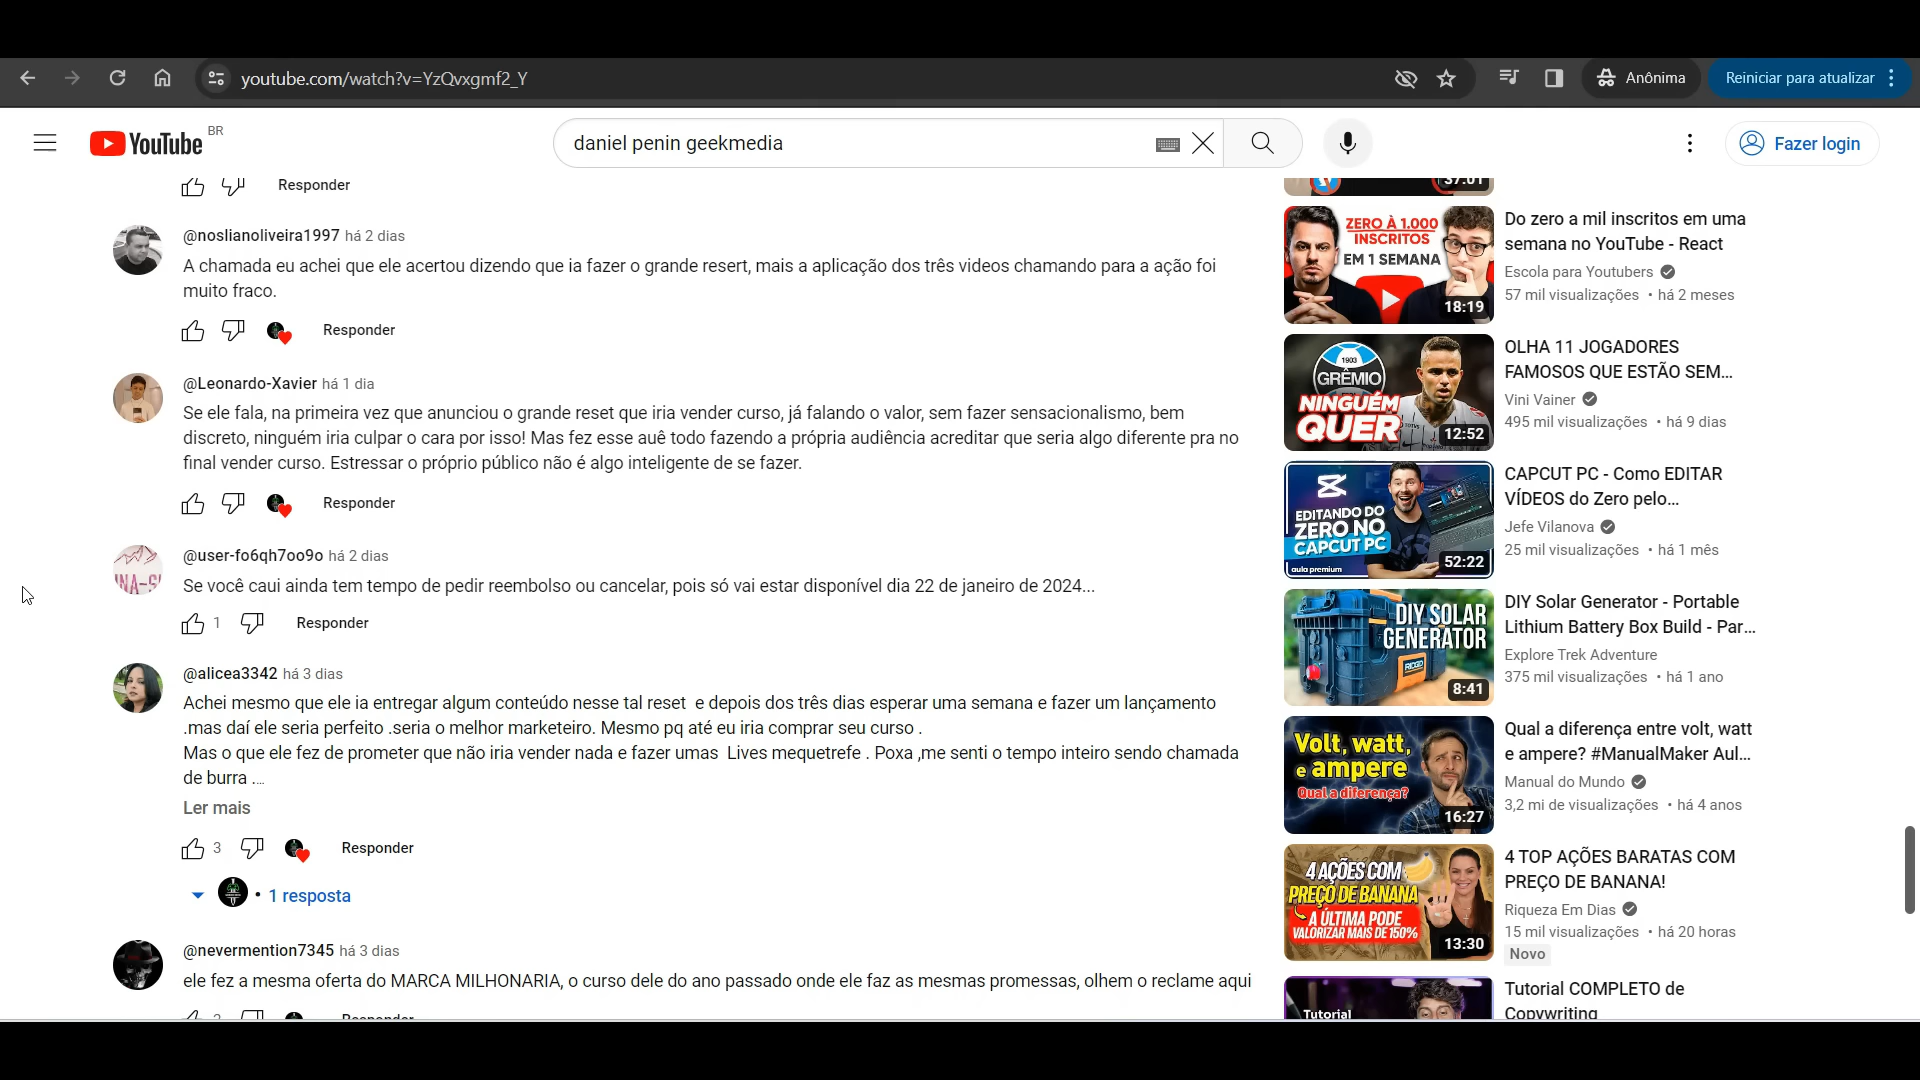 youtube.com/watch?v=YzQvxgmf2_Y
Anônima
Reiniciar para atualizar
YouTube BR
daniel penin geekmedia
Fazer login
Responder
@noslianoliveira1997 há 2 dias
A chamada eu achei que ele acertou dizendo que ia fazer o grande resert, mais a aplicação dos três videos chamando para a ação foi
muito fraco.
Responder
@Leonardo-Xavier há 1 dia
Se ele fala, na primeira vez que anunciou o grande reset que iria vender curso, já falando o valor, sem fazer sensacionalismo, bem
discreto, ninguém iria culpar o cara por isso! Mas fez esse auê todo fazendo a própria audiência acreditar que seria algo diferente pra no
final vender curso. Estressar o próprio público não é algo inteligente de se fazer.
Responder
@user-fo6qh7oo9o há 2 dias
Se você caui ainda tem tempo de pedir reembolso ou cancelar, pois só vai estar disponível dia 22 de janeiro de 2024...
1 Responder
@alicea3342 há 3 dias
Achei mesmo que ele ia entregar algum conteúdo nesse tal reset e depois dos três dias esperar uma semana e fazer um lançamento
.mas daí ele seria perfeito .seria o melhor marketeiro. Mesmo pq até eu iria comprar seu curso .
Mas o que ele fez de prometer que não iria vender nada e fazer umas Lives mequetrefe . Poxa ,me senti o tempo inteiro sendo chamada
de burra .…
Ler mais
3 Responder
• 1 resposta
@nevermention7345 há 3 dias
ele fez a mesma oferta do MARCA MILHONARIA, o curso dele do ano passado onde ele faz as mesmas promessas, olhem o reclame aqui
Responder
37:01
ZERO À 1.000
INSCRITOS
EM 1 SEMANA
18:19
Do zero a mil inscritos em uma
semana no YouTube - React
Escola para Youtubers
57 mil visualizações • há 2 meses
1903
GRÊMIO
NINGUÉM
QUER
12:52
OLHA 11 JOGADORES
FAMOSOS QUE ESTÃO SEM...
Vini Vainer
495 mil visualizações • há 9 dias
EDITANDO DO
ZERO NO
CAPCUT PC
aula premium
52:22
CAPCUT PC - Como EDITAR
VÍDEOS do Zero pelo...
Jefe Vilanova
25 mil visualizações • há 1 mês
DIY SOLAR
GENERATOR
RIDGID
8:41
DIY Solar Generator - Portable
Lithium Battery Box Build - Par...
Explore Trek Adventure
375 mil visualizações • há 1 ano
Volt, watt,
e ampere
Qual a diferença?
16:27
Qual a diferença entre volt, watt
e ampere? #ManualMaker Aul...
Manual do Mundo
3,2 mi de visualizações • há 4 anos
4 AÇÕES COM
PREÇO DE BANANA
A ÚLTIMA PODE
VALORIZAR MAIS DE 150%
13:30
4 TOP AÇÕES BARATAS COM
PREÇO DE BANANA!
Riqueza Em Dias
15 mil visualizações • há 20 horas
Novo
Tutorial
Tutorial COMPLETO de
Copywriting